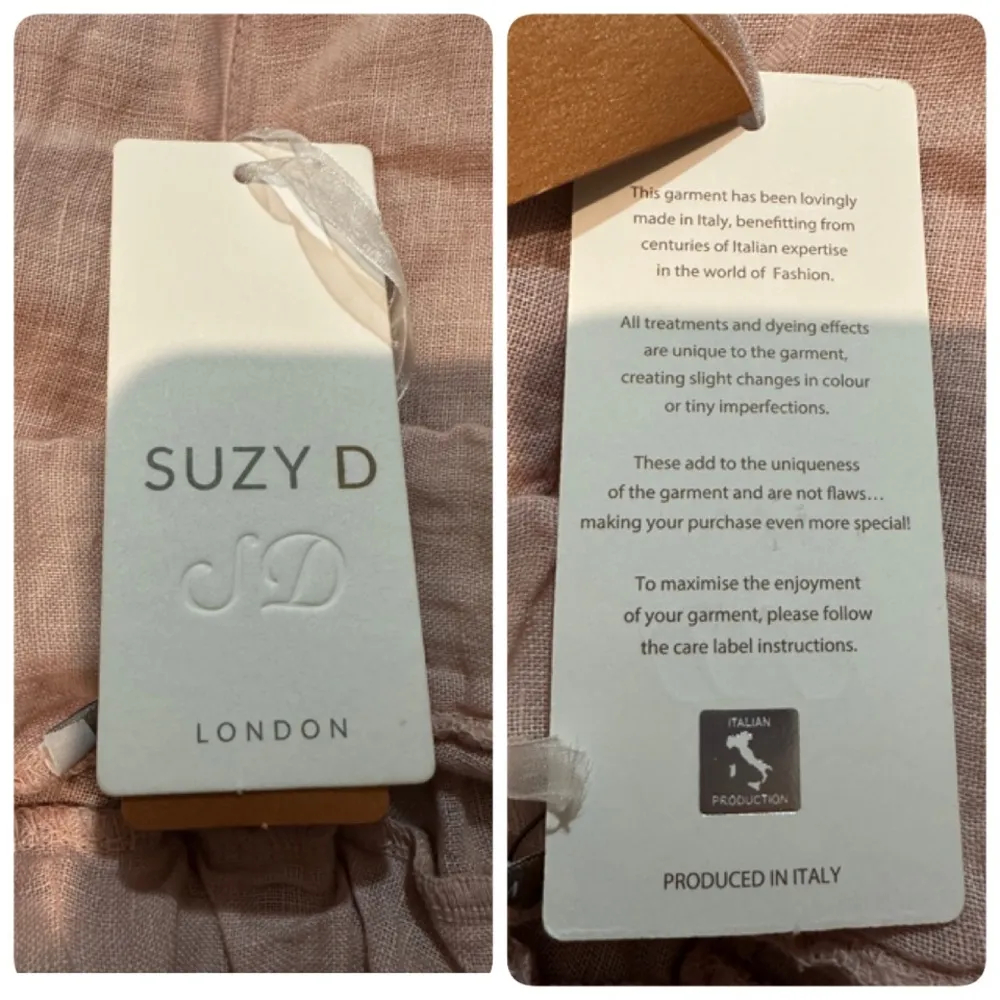 SUZY D
SD
LONDON
This garment has been lovingly
made in Italy, benefitting from
centuries of Italian expertise
in the world of Fashion.
All treatments and dyeing effects
are unique to the garment,
creating slight changes in colour
or tiny imperfections.
These add to the uniqueness
of the garment and are not flaws...
making your purchase even more special!
To maximise the enjoyment
of your garment, please follow
the care label instructions.
ITALIAN
PRODUCTION
PRODUCED IN ITALY